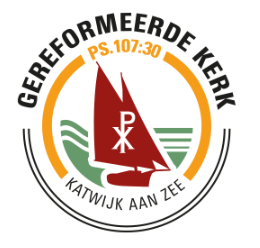 GEREFORMEERDE KERK
PS.107:30
KATWIJK AAN ZEE